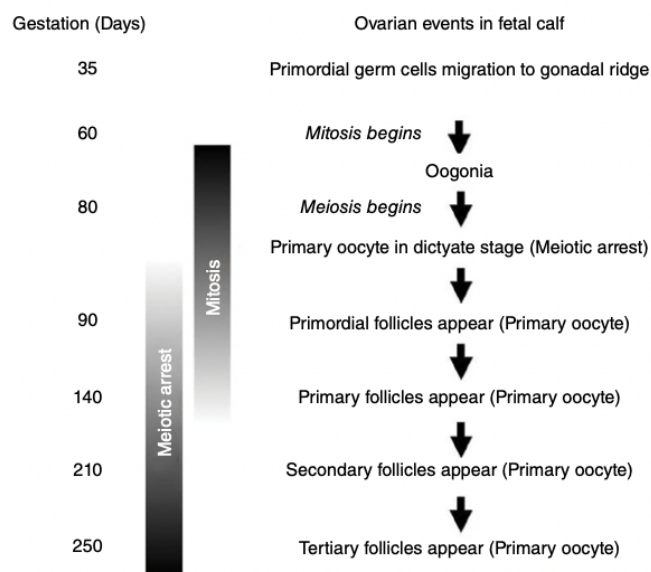 Gestation (Days) Ovarian events in fetal calf
35 Primordial germ cells migration to gonadal ridge
60 Mitosis begins
Oogonia
80 Meiosis begins
Primary oocyte in dictyate stage (Meiotic arrest)
Mitosis
90 Primordial follicles appear (Primary oocyte)
Meiotic arrest
140 Primary follicles appear (Primary oocyte)
210 Secondary follicles appear (Primary oocyte)
250 Tertiary follicles appear (Primary oocyte)